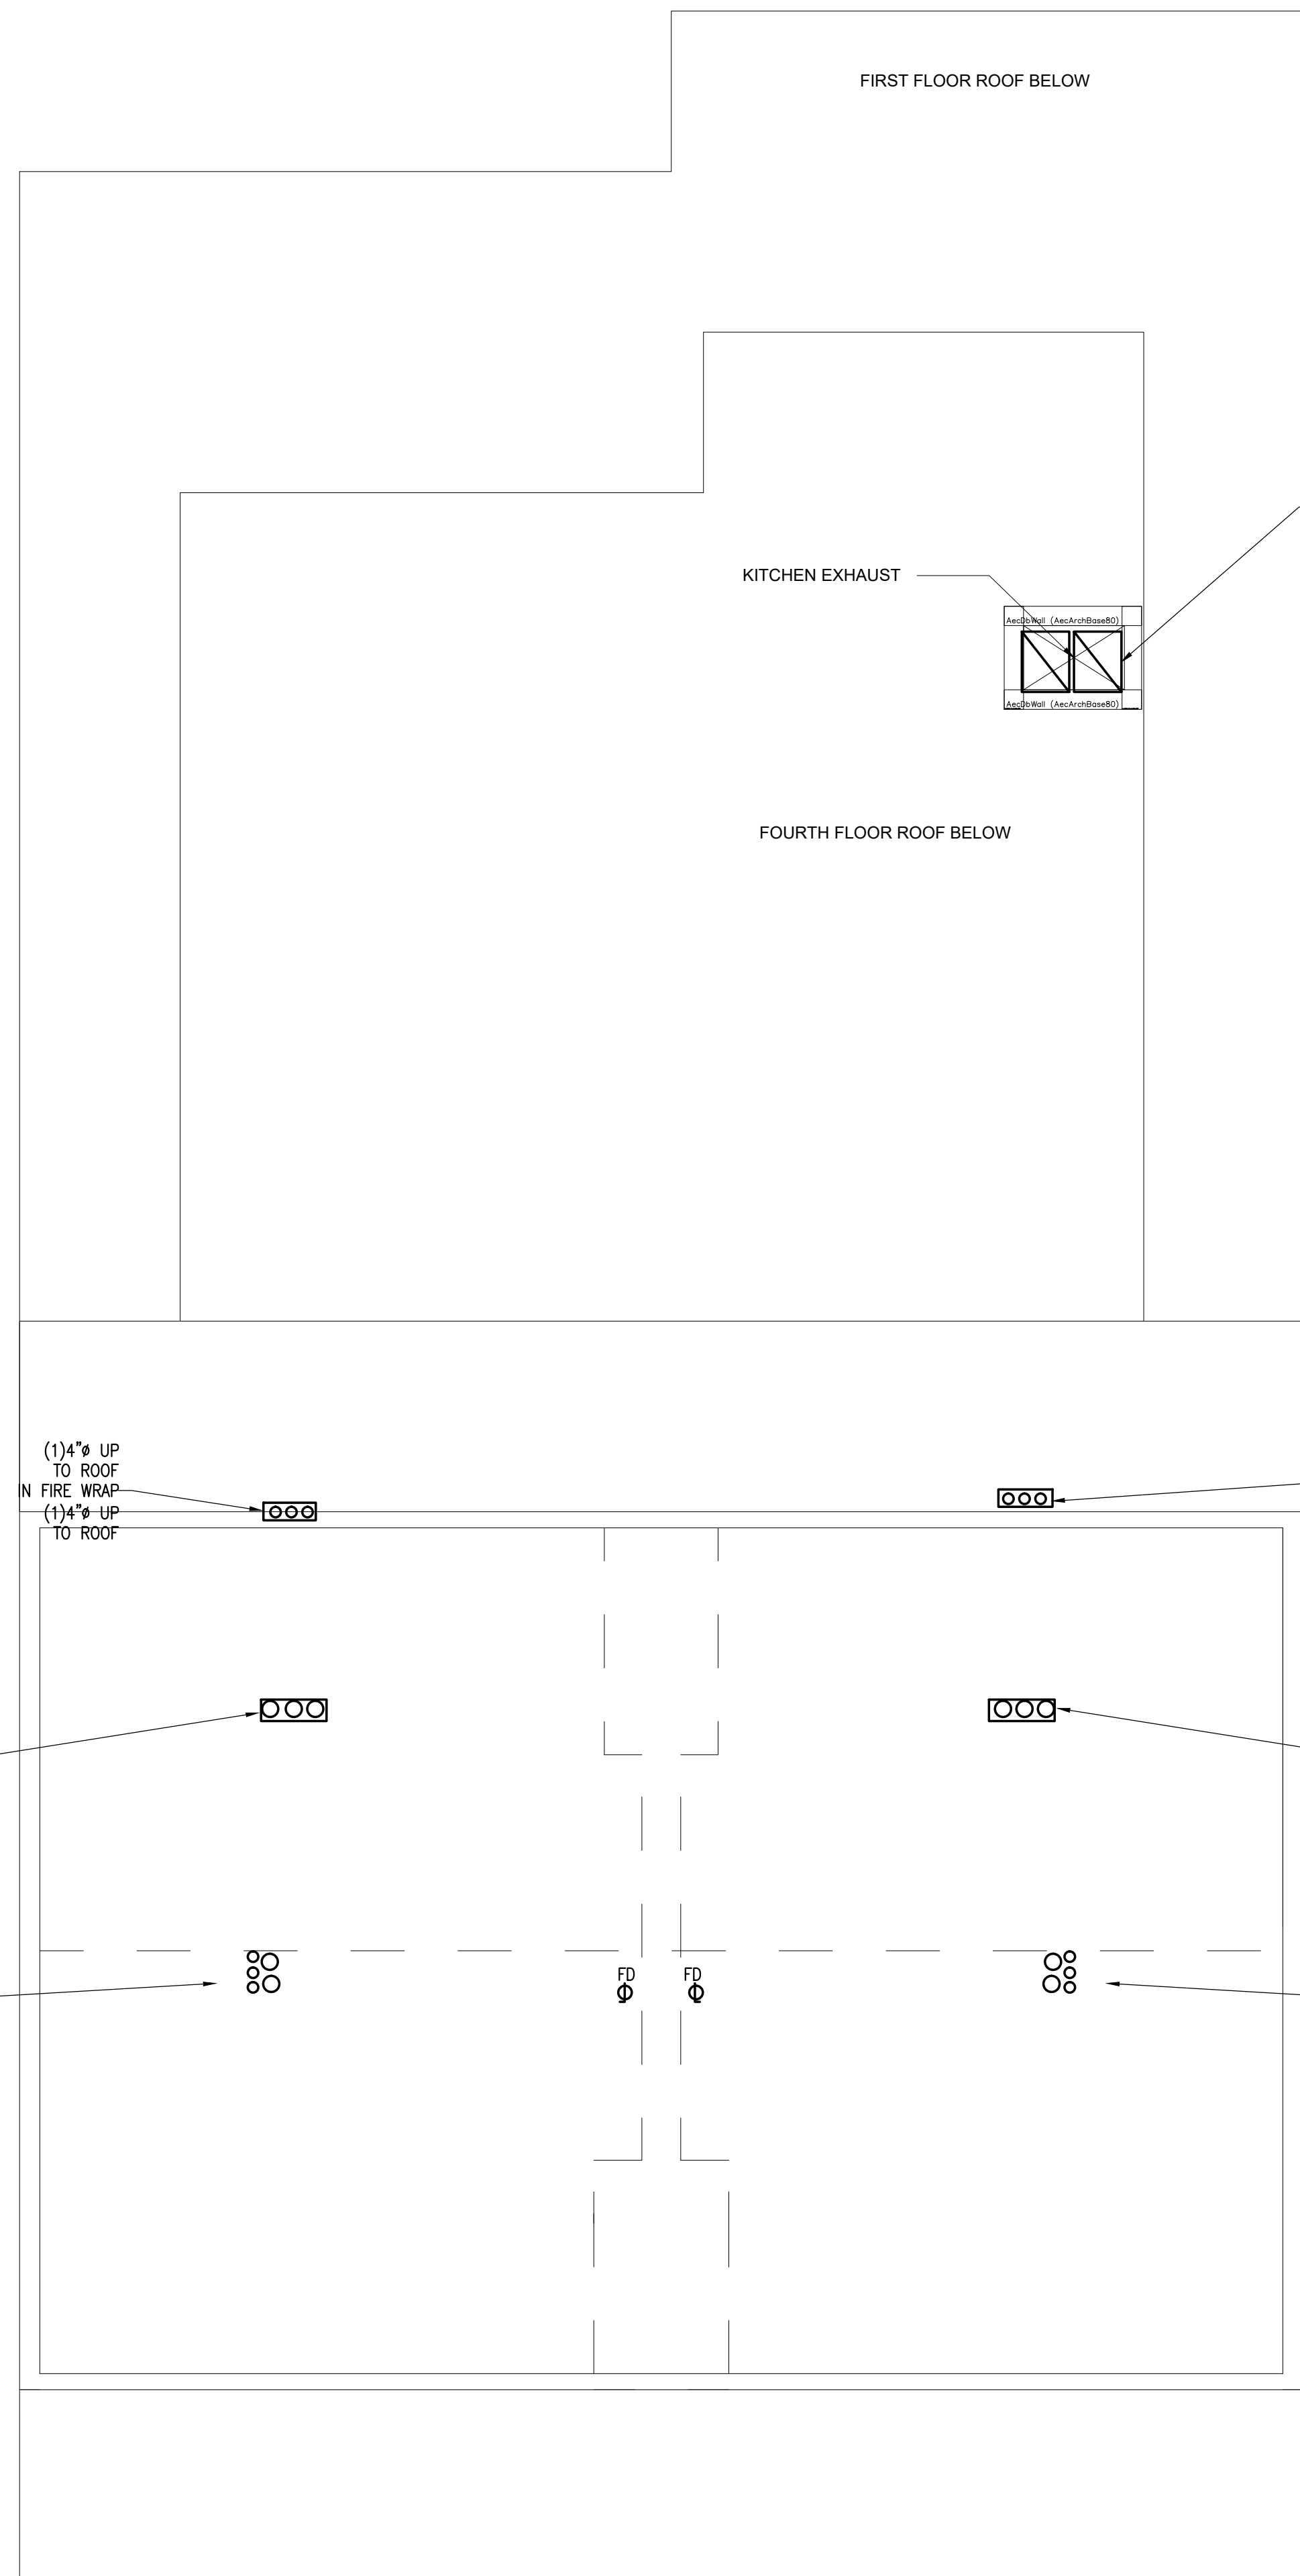 FIRST FLOOR ROOF BELOW
KITCHEN EXHAUST
AecDbWall (AecArchBase80)
AecDbWall (AecArchBase80)
FOURTH FLOOR ROOF BELOW
(1)4"ø UP
TO ROOF
IN FIRE WRAP
(1)4"ø UP
TO ROOF
FD
FD